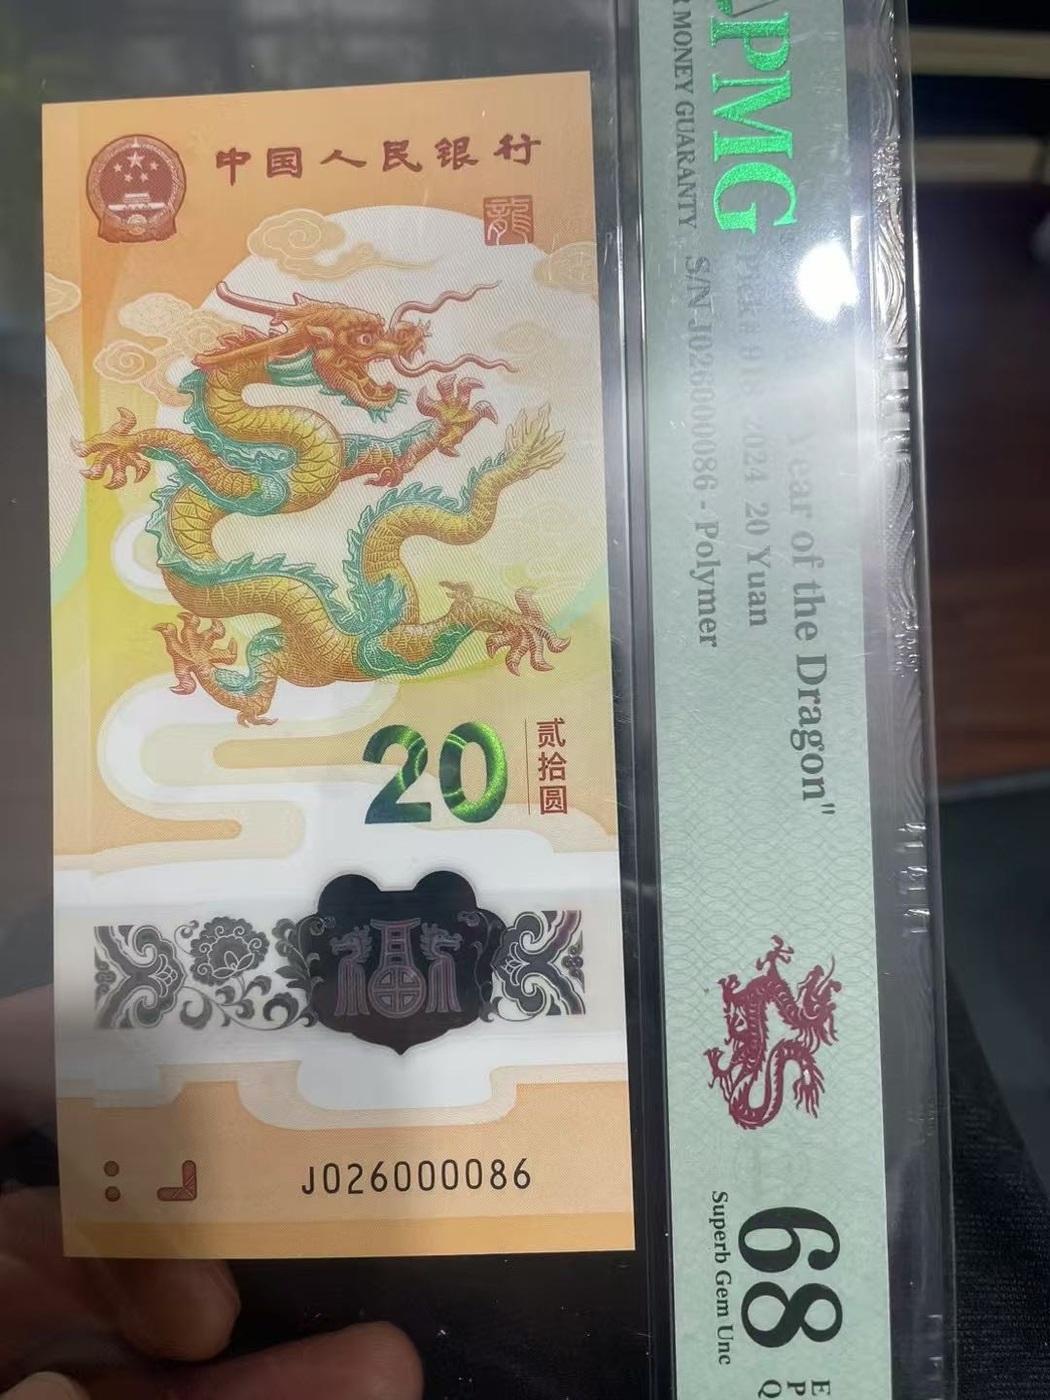 中国人民银行
龍
20
贰拾圆
J026000086
PMG
MONEY GUARANTY
Year of the Dragon"
2024 20 Yuan
S/N J026000086 - Polymer
68
Superb Gem Unc
E
P
Q